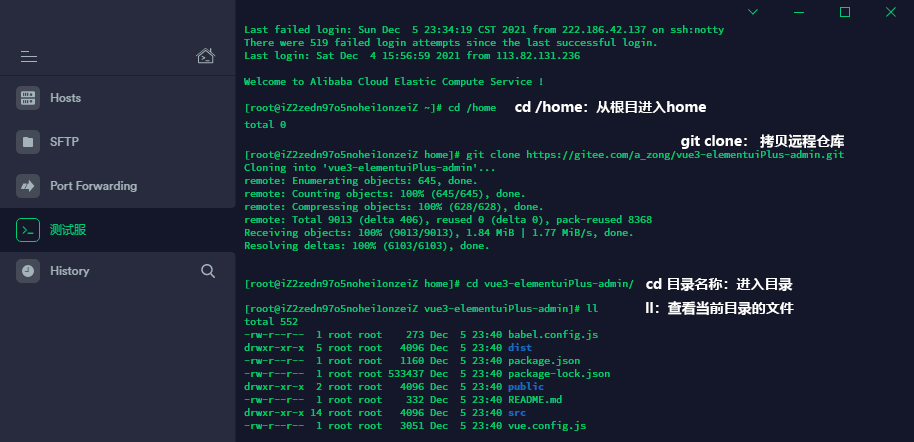 Hosts
SFTP
Port Forwarding
测试服
History
Last failed login: Sun Dec  5 23:34:19 CST 2021 from 222.186.42.137 on ssh:notty
There were 519 failed login attempts since the last successful login.
Last login: Sat Dec  4 15:56:59 2021 from 113.82.131.236
Welcome to Alibaba Cloud Elastic Compute Service !
[root@iZ2zedn97o5nohei1onzeiZ ~]# cd /home    cd /home：从根目进入home
total 0
git clone： 拷贝远程仓库
[root@iZ2zedn97o5nohei1onzeiZ home]# git clone https://gitee.com/a_zong/vue3-elementuiPlus-admin.git
Cloning into 'vue3-elementuiPlus-admin'...
remote: Enumerating objects: 645, done.
remote: Counting objects: 100% (645/645), done.
remote: Compressing objects: 100% (628/628), done.
remote: Total 9013 (delta 406), reused 0 (delta 0), pack-reused 8368
Receiving objects: 100% (9013/9013), 1.84 MiB | 1.77 MiB/s, done.
Resolving deltas: 100% (6103/6103), done.
[root@iZ2zedn97o5nohei1onzeiZ home]# cd vue3-elementuiPlus-admin/    cd 目录名称：进入目录
[root@iZ2zedn97o5nohei1onzeiZ vue3-elementuiPlus-admin]# ll    ll：查看当前目录的文件
total 552
-rw-r--r--  1 root root    273 Dec  5 23:40 babel.config.js
drwxr-xr-x  5 root root   4096 Dec  5 23:40 dist
-rw-r--r--  1 root root   1160 Dec  5 23:40 package.json
-rw-r--r--  1 root root 533437 Dec  5 23:40 package-lock.json
drwxr-xr-x  2 root root   4096 Dec  5 23:40 public
-rw-r--r--  1 root root    332 Dec  5 23:40 README.md
drwxr-xr-x 14 root root   4096 Dec  5 23:40 src
-rw-r--r--  1 root root   3051 Dec  5 23:40 vue.config.js